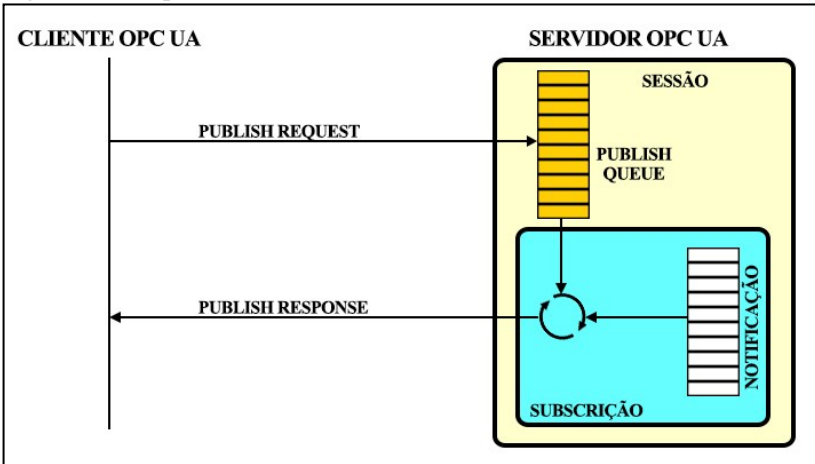 CLIENTE OPC UA
SERVIDOR OPC UA
SESSÃO
PUBLISH REQUEST
PUBLISH
QUEUE
PUBLISH RESPONSE
NOTIFICAÇÃO
SUBSCRIÇÃO